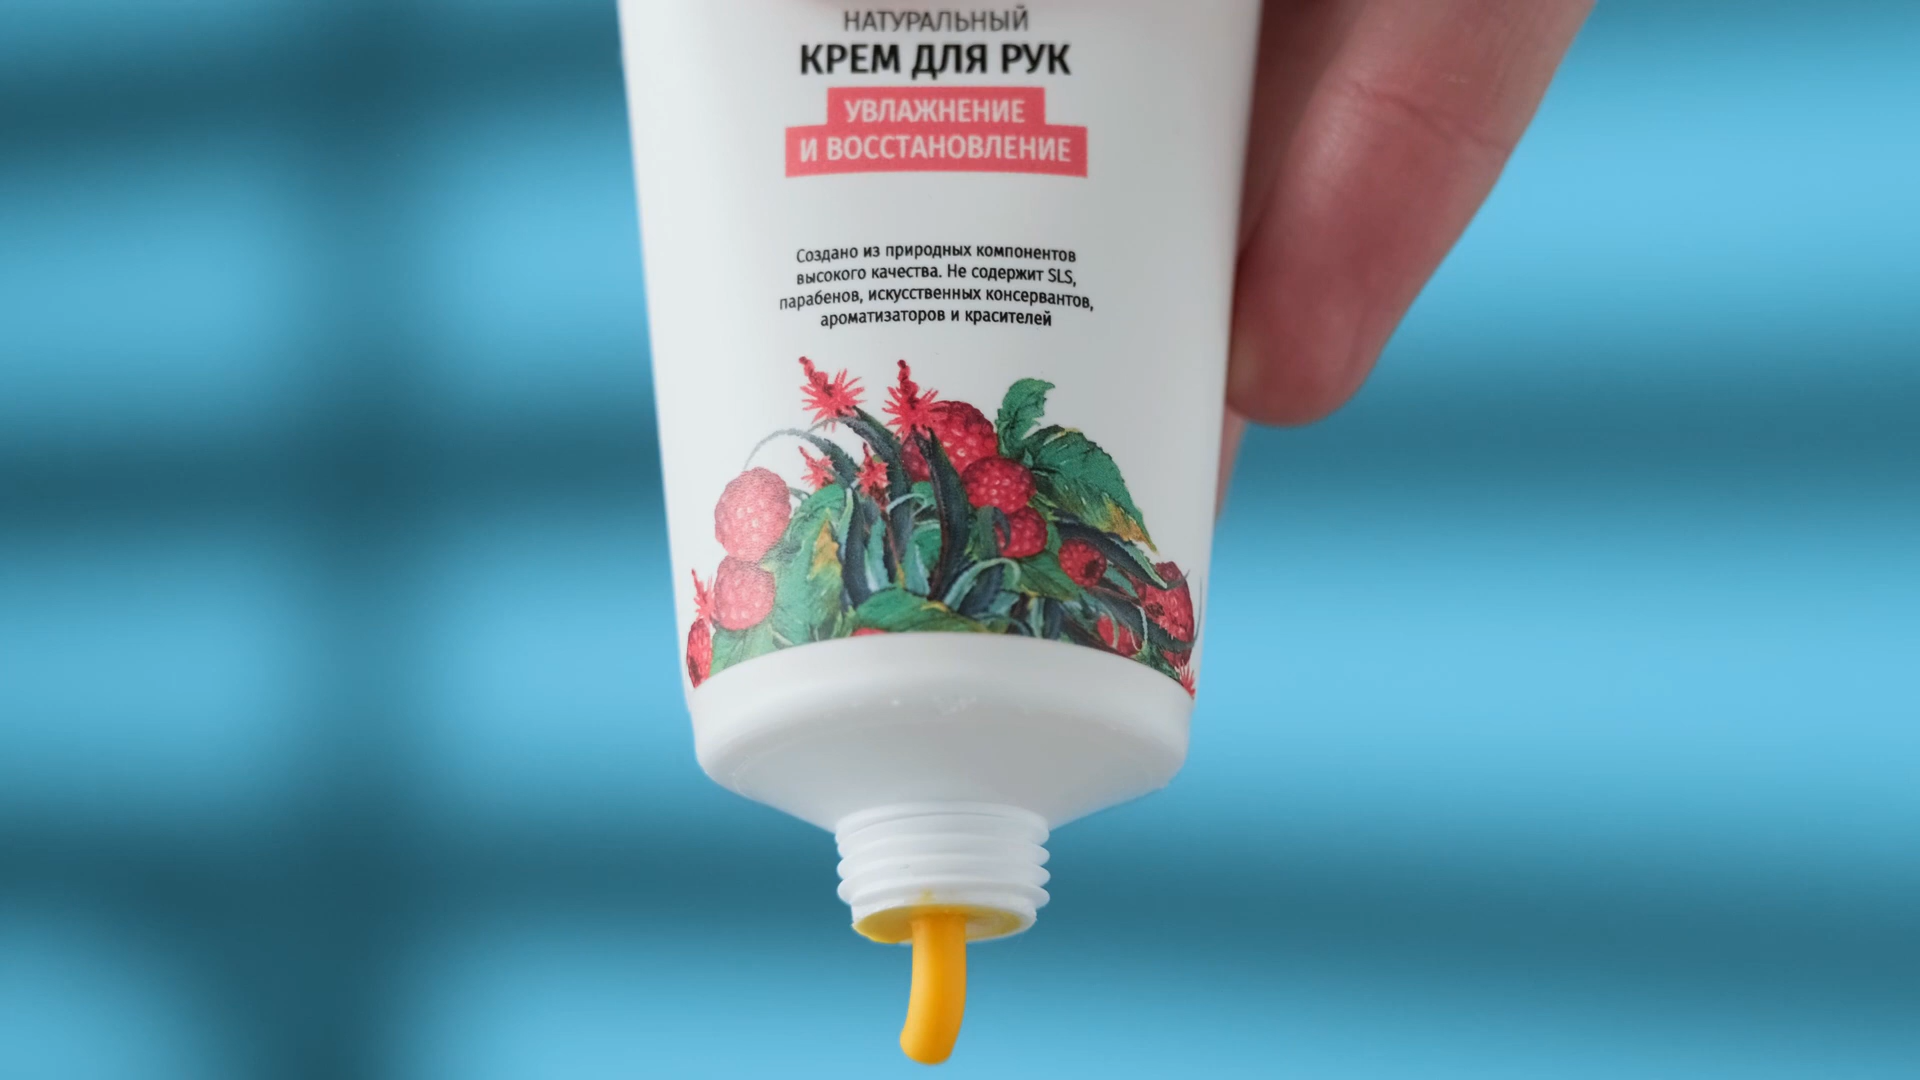 НАТУРАЛЬНЫЙ
КРЕМ ДЛЯ РУК
УВЛАЖНЕНИЕ
И ВОССТАНОВЛЕНИЕ
Создано из природных компонентов
высокого качества. Не содержит SLS,
парабенов, искусственных консервантов,
ароматизаторов и красителей